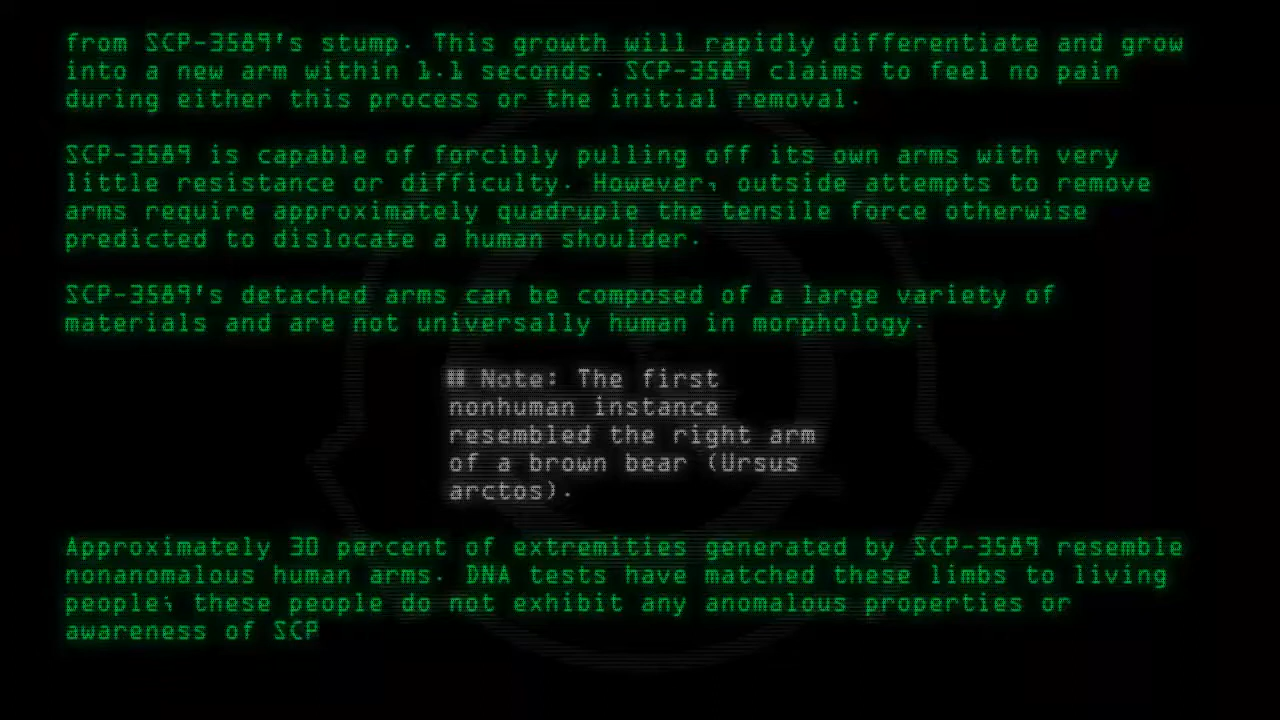 from SCP-3589's stump. This growth will rapidly differentiate and grow
into a new arm within 1.1 seconds. SCP-3589 claims to feel no pain
during either this process or the initial removal.
SCP-3589 is capable of forcibly pulling off its own arms with very
little resistance or difficulty. However, outside attempts to remove
arms require approximately quadruple the tensile force otherwise
predicted to dislocate a human shoulder.
SCP-3589's detached arms can be composed of a large variety of
materials and are not universally human in morphology.
## Note: The first
nonhuman instance
resembled the right arm
of a brown bear (Ursus
arctos).
Approximately 30 percent of extremities generated by SCP-3589 resemble
nonanomalous human arms. DNA tests have matched these limbs to living
people; these people do not exhibit any anomalous properties or
awareness of SCP